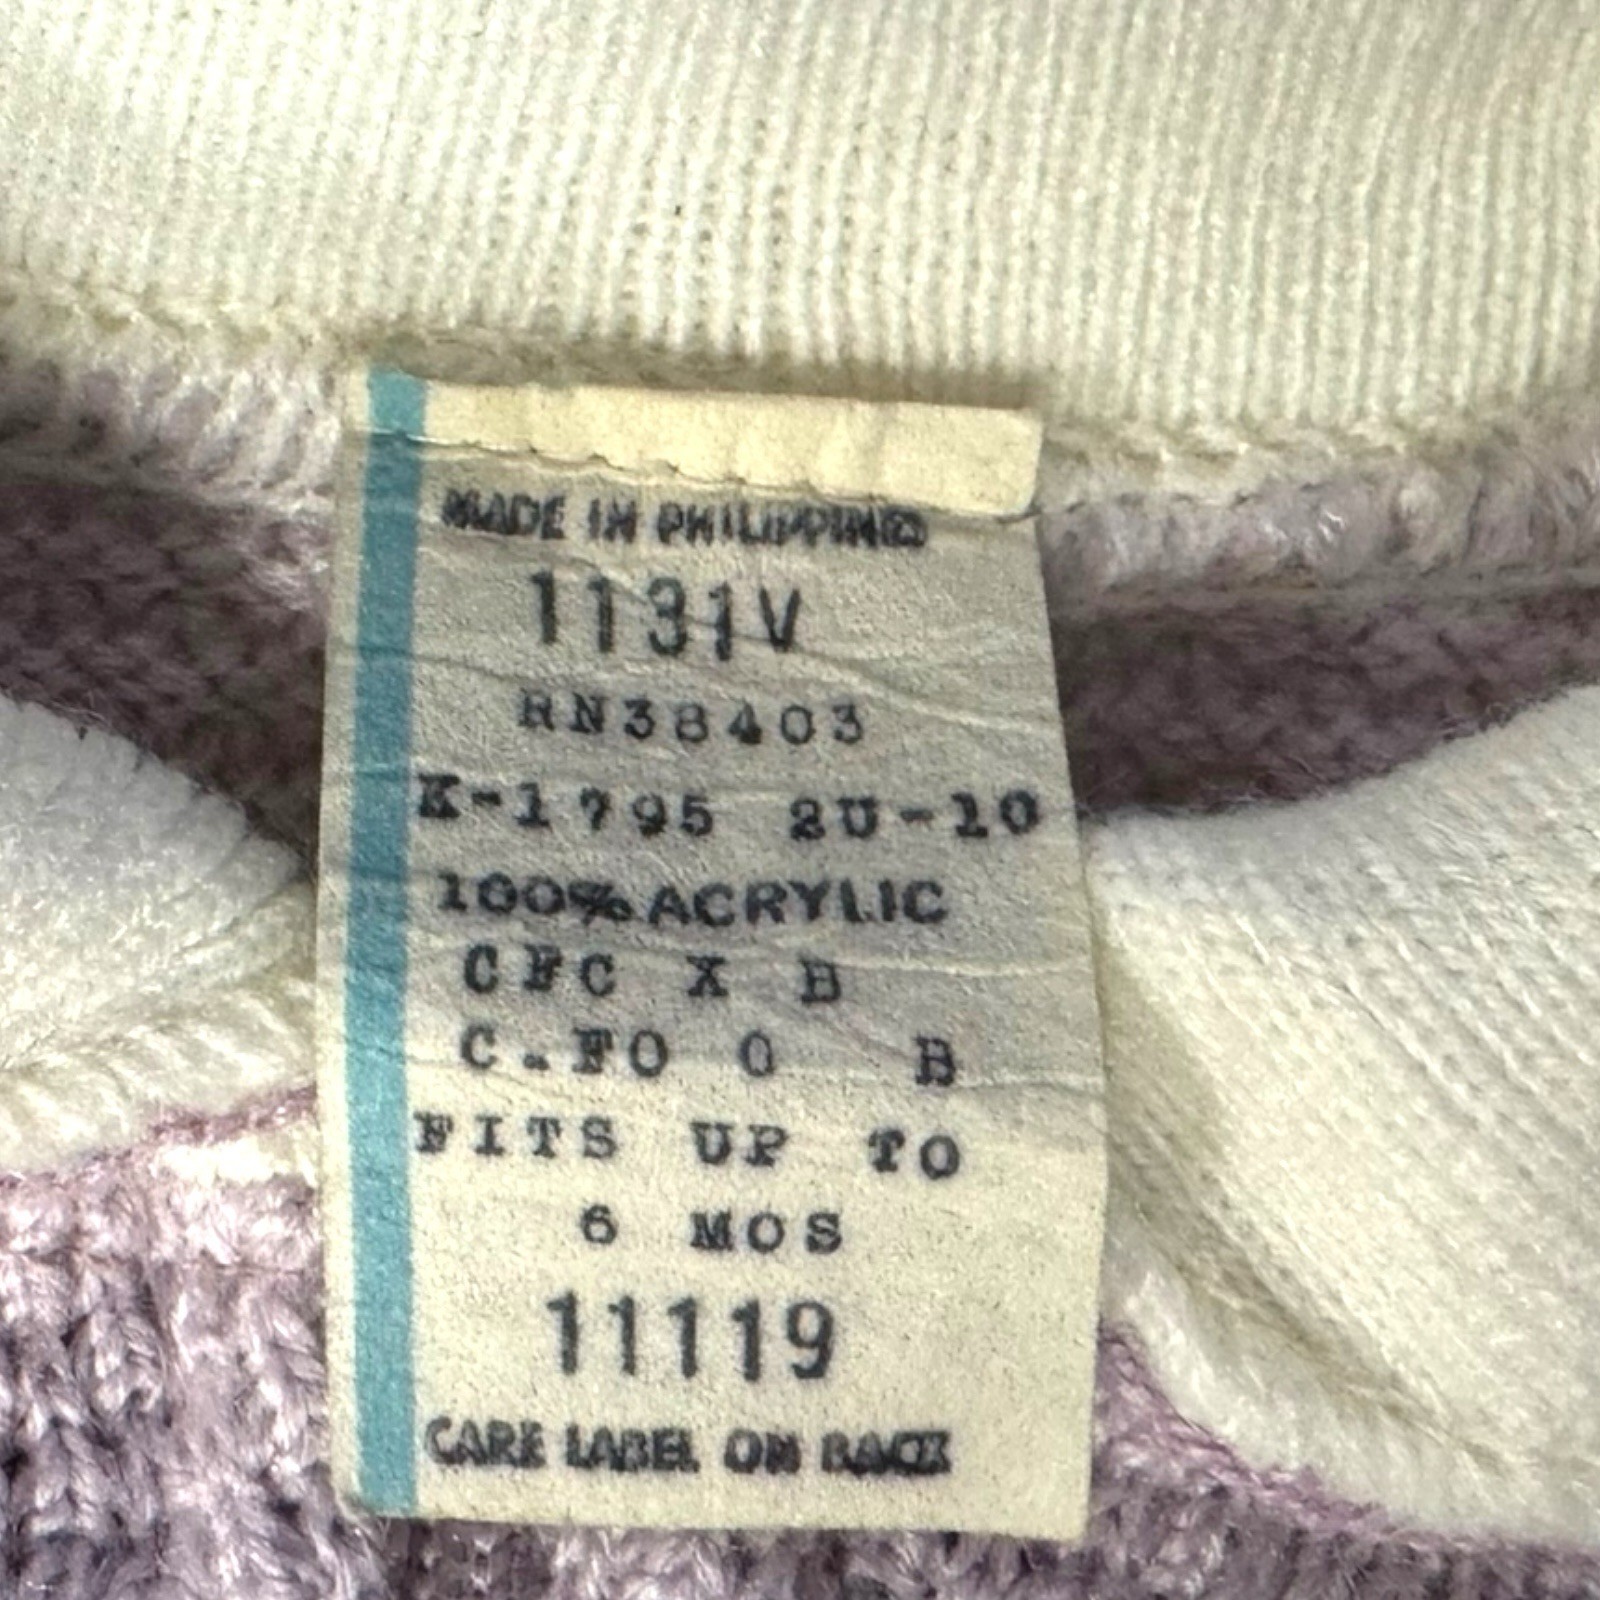 MADE IN PHILIPPINES
1131V
RN38403
K-1795 2U-10
100% ACRYLIC
CFC X B
C.FO O B
FITS UP TO
6 MOS
11119
CARE LABEL ON BACK